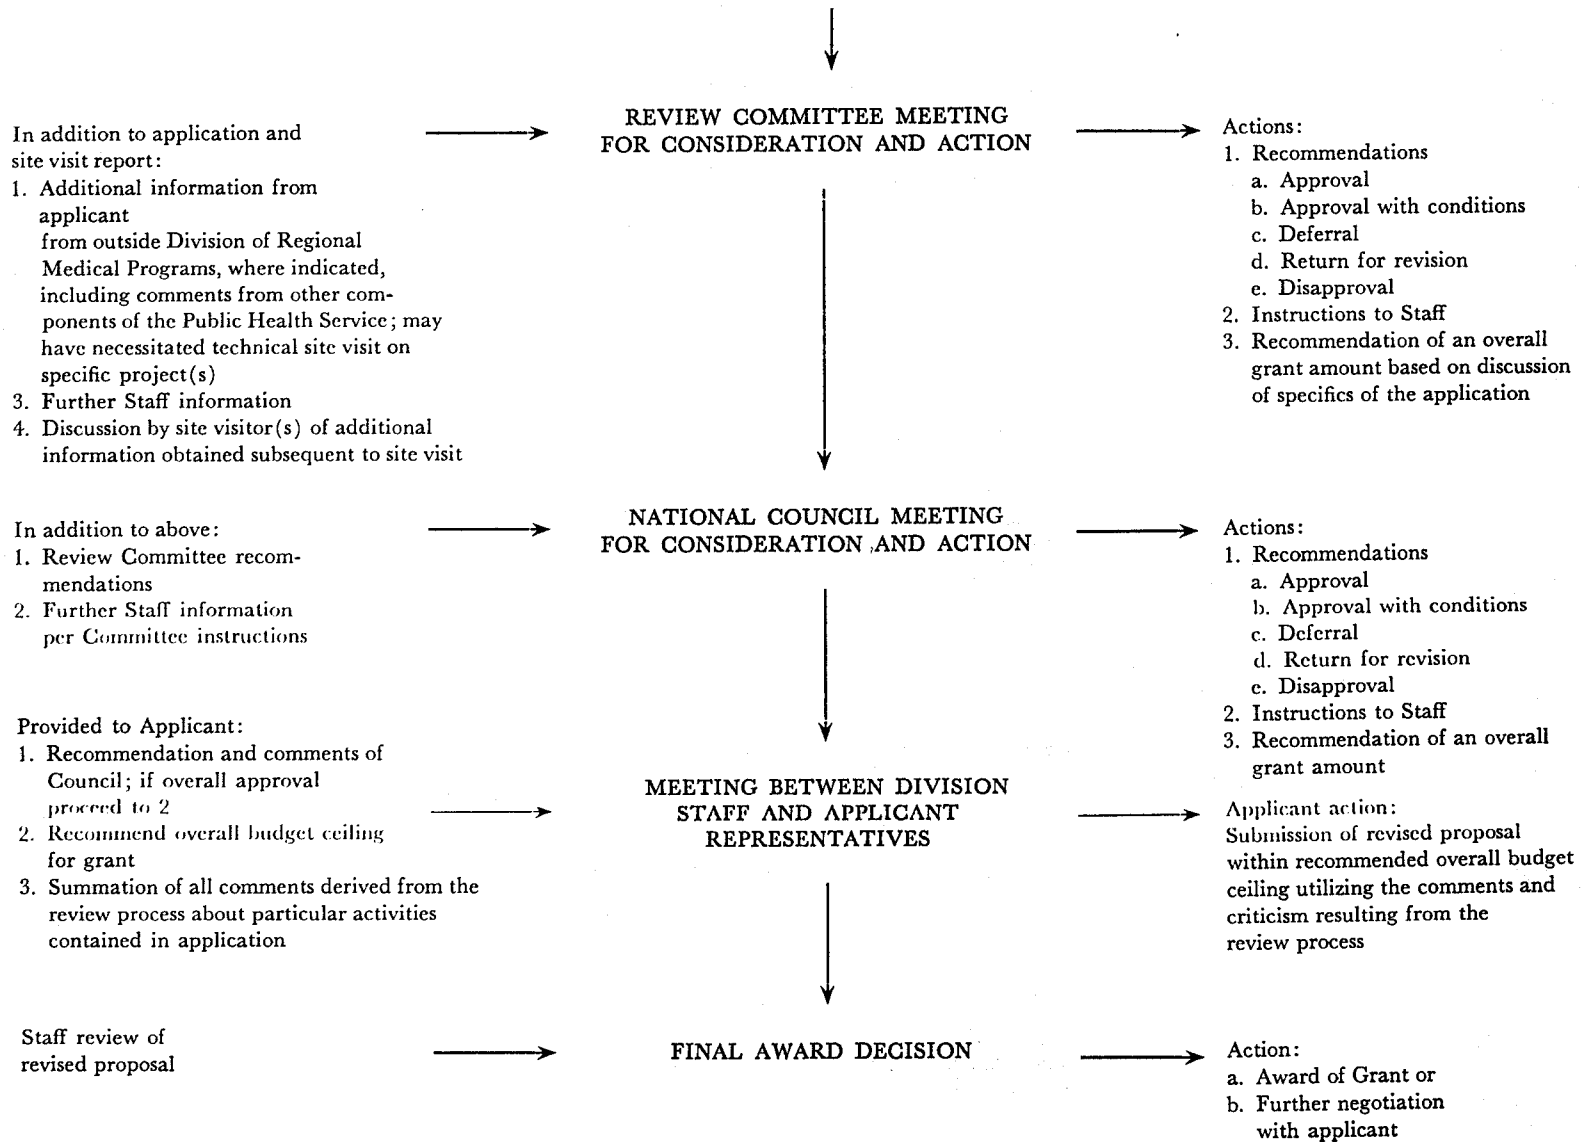 In addition to application and
site visit report:
1. Additional information from
applicant
from outside Division of Regional
Medical Programs, where indicated,
including comments from other com-
ponents of the Public Health Service; may
have necessitated technical site visit on
specific project(s)
3. Further Staff information
4. Discussion by site visitor(s) of additional
information obtained subsequent to site visit
REVIEW COMMITTEE MEETING
FOR CONSIDERATION AND ACTION
Actions:
1. Recommendations
a. Approval
b. Approval with conditions
c. Deferral
d. Return for revision
e. Disapproval
2. Instructions to Staff
3. Recommendation of an overall
grant amount based on discussion
of specifics of the application
In addition to above:
1. Review Committee recom-
mendations
2. Further Staff information
per Committee instructions
NATIONAL COUNCIL MEETING
FOR CONSIDERATION AND ACTION
Actions:
1. Recommendations
a. Approval
b. Approval with conditions
c. Deferral
d. Return for revision
e. Disapproval
2. Instructions to Staff
3. Recommendation of an overall
grant amount
Provided to Applicant:
1. Recommendation and comments of
Council; if overall approval
proceed to 2
2. Recommend overall budget ceiling
for grant
3. Summation of all comments derived from the
review process about particular activities
contained in application
MEETING BETWEEN DIVISION
STAFF AND APPLICANT
REPRESENTATIVES
Applicant action:
Submission of revised proposal
within recommended overall budget
ceiling utilizing the comments and
criticism resulting from the
review process
Staff review of
revised proposal
FINAL AWARD DECISION
Action:
a. Award of Grant or
b. Further negotiation
with applicant